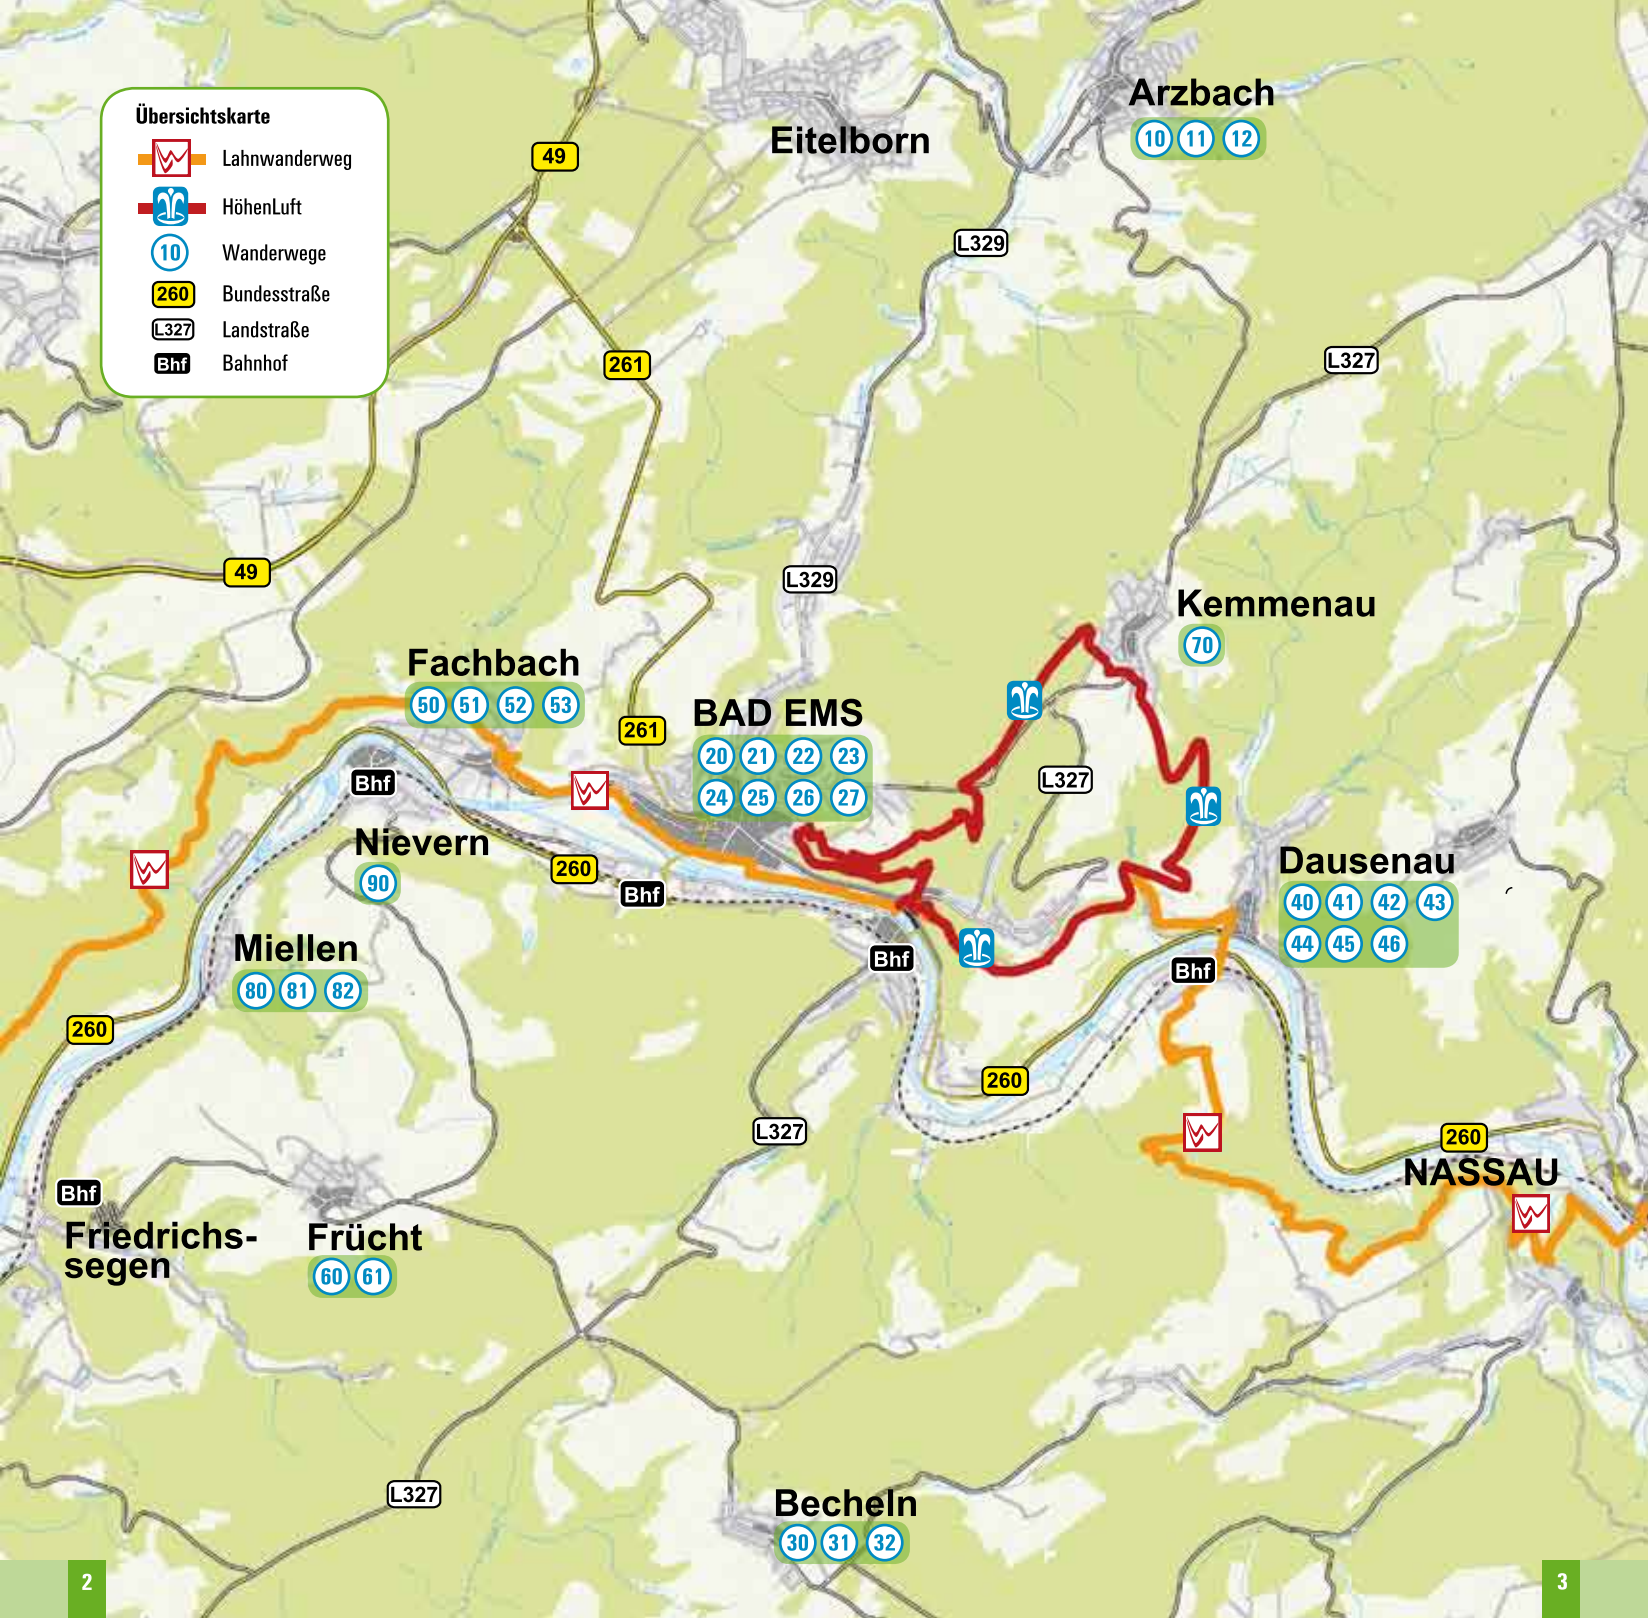 Übersichtskarte
Lahnwanderweg
HöhenLuft
10 Wanderwege
260 Bundesstraße
L327 Landstraße
Bhf Bahnhof
Arzbach
10 11 12
Eitelborn
49
L329
261
L327
49
L329
Kemmenau
70
Fachbach
50 51 52 53
BAD EMS
20 21 22 23
24 25 26 27
261
L327
Bhf
Nievern
90
260
Bhf
Dausenau
40 41 42 43
44 45 46
Miellen
80 81 82
Bhf
Bhf
260
260
L327
260
NASSAU
Bhf
Friedrichs-
segen
Frücht
60 61
L327
Becheln
30 31 32
2
3